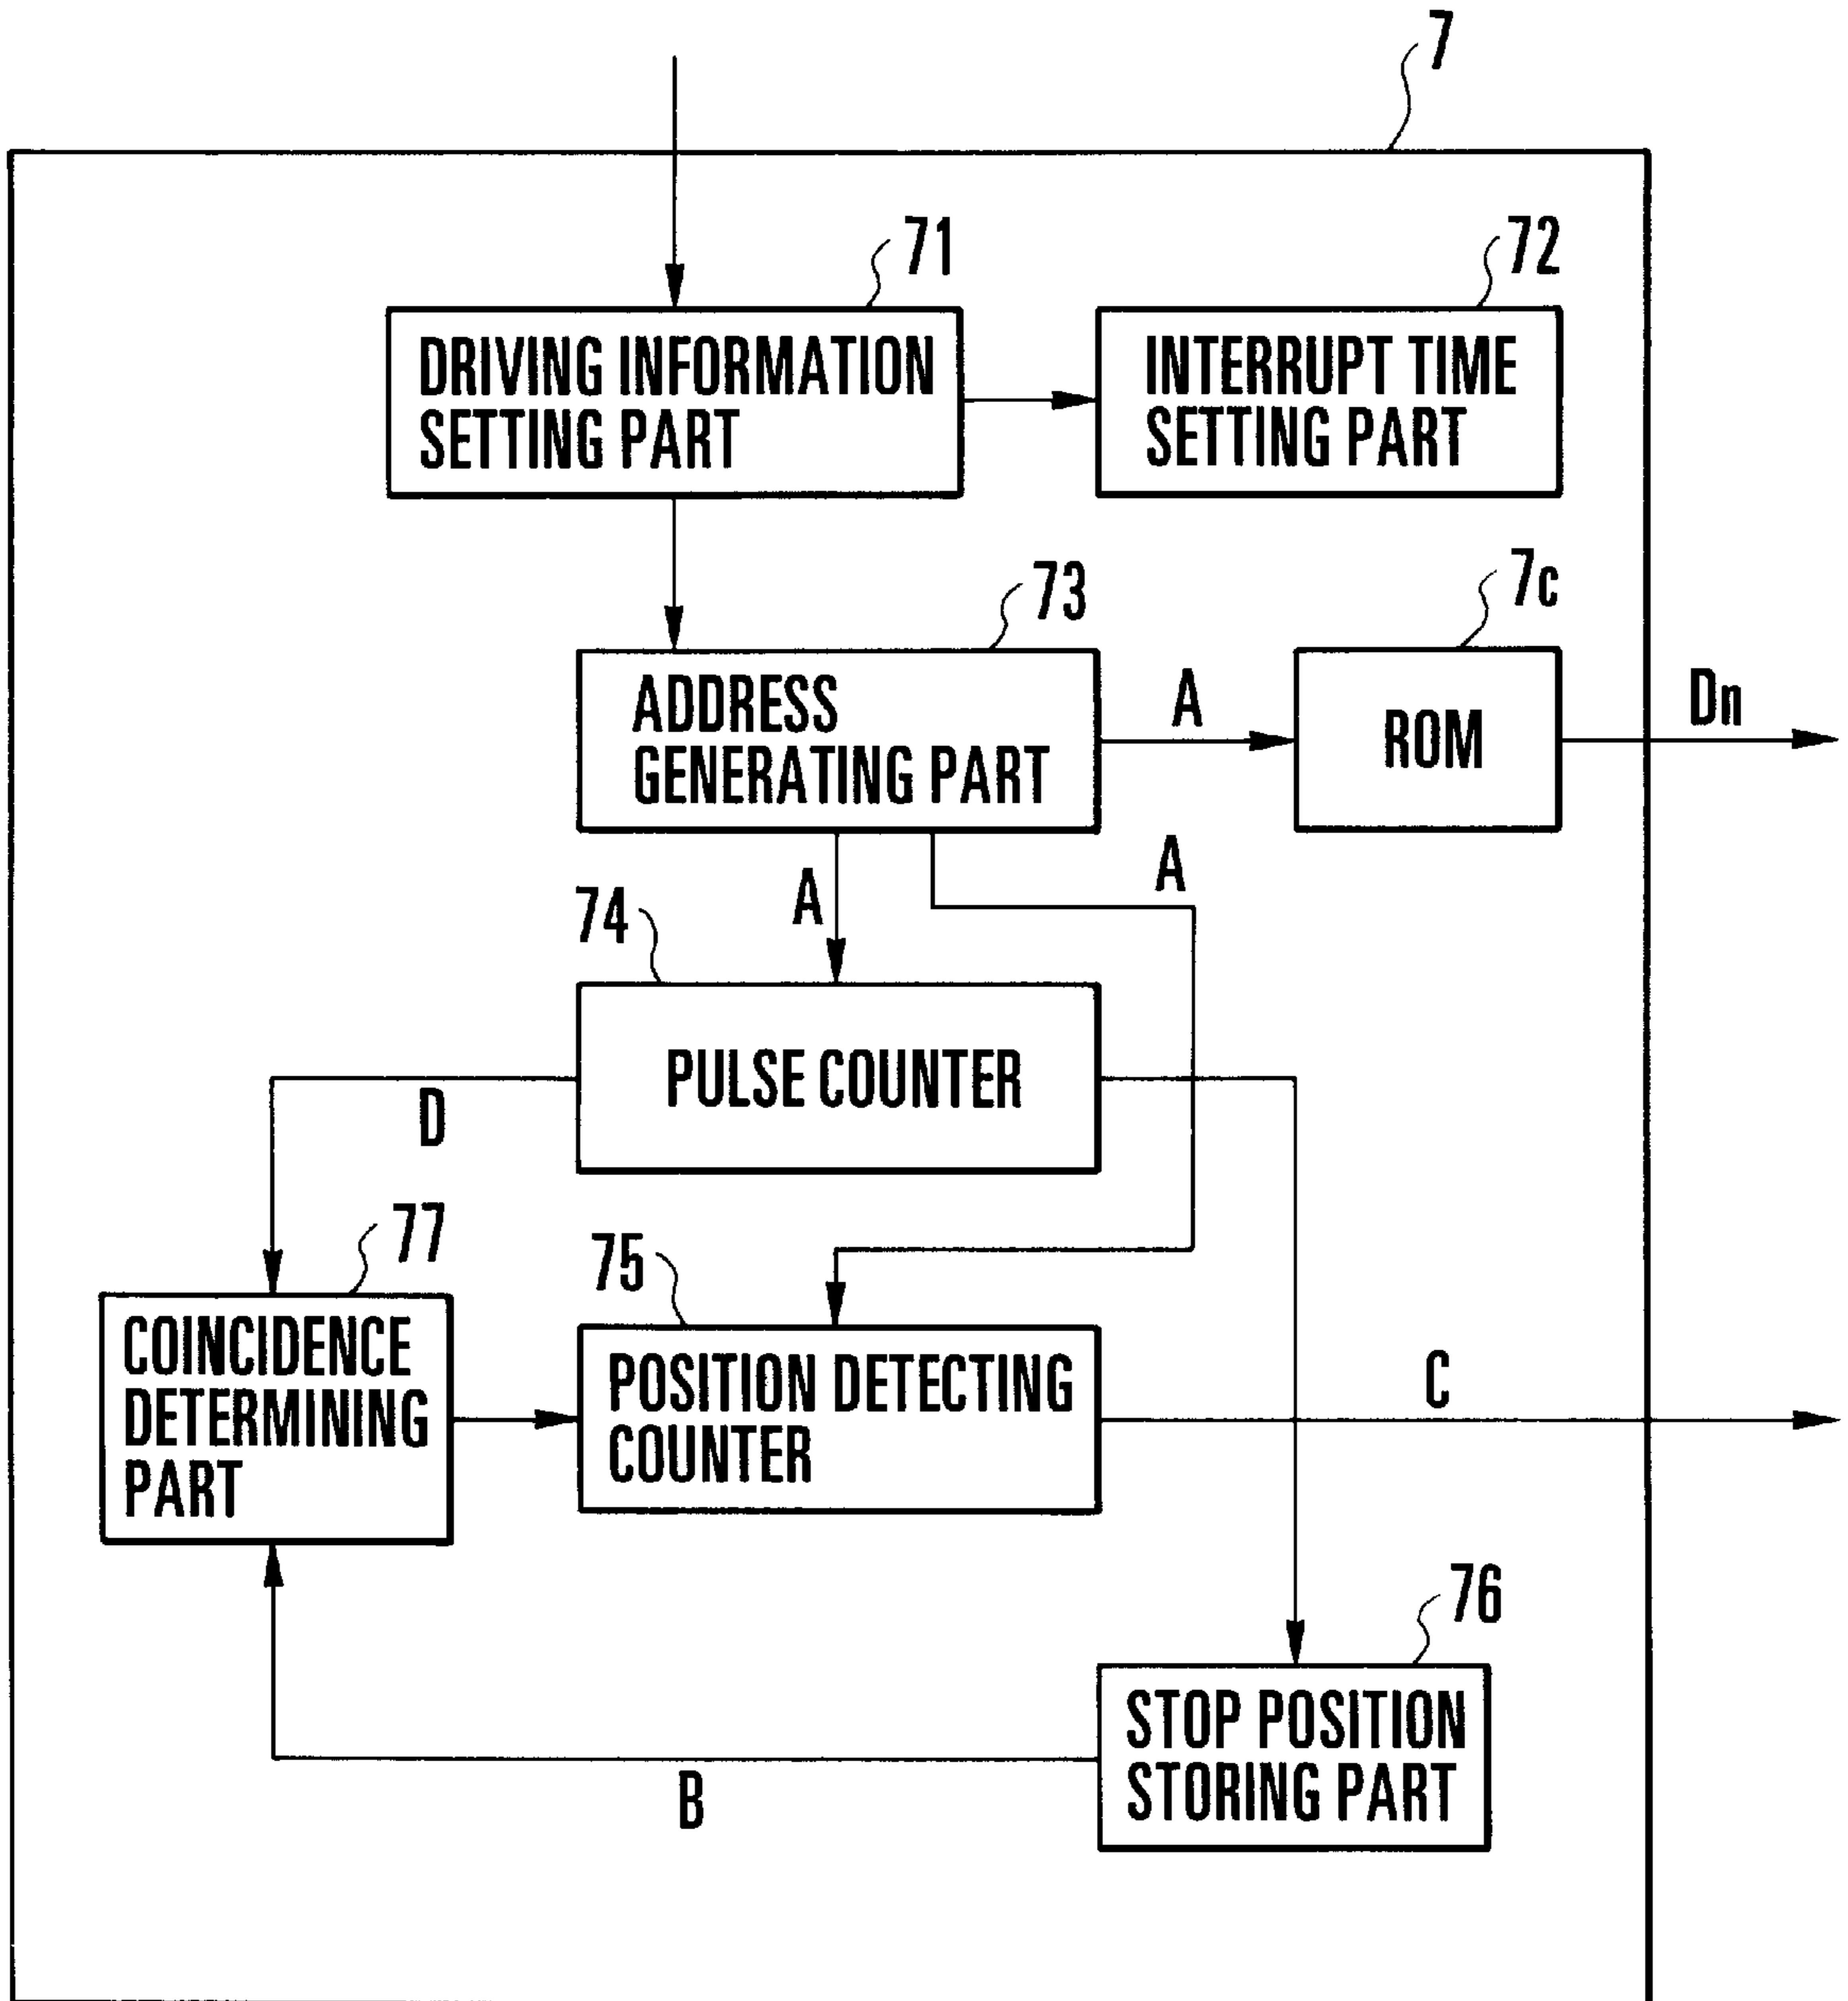 7
71
DRIVING INFORMATION
SETTING PART
72
INTERRUPT TIME
SETTING PART
73
ADDRESS
GENERATING PART
A
7c
ROM
Dn
A
A
74
PULSE COUNTER
D
77
COINCIDENCE
DETERMINING
PART
75
POSITION DETECTING
COUNTER
C
76
STOP POSITION
STORING PART
B